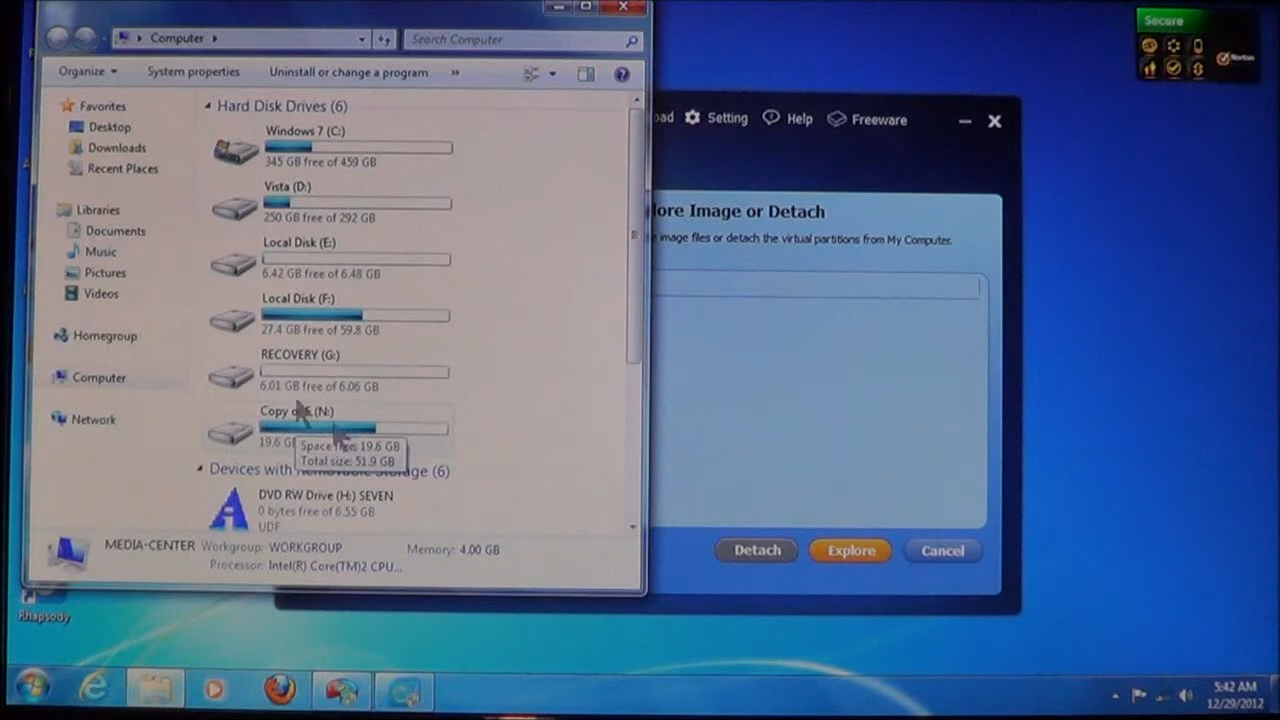 Computer
Search Computer
Organize
System properties
Uninstall or change a program
»
Favorites
Desktop
Downloads
Recent Places
Libraries
Documents
Music
Pictures
Videos
Homegroup
Computer
Network
Hard Disk Drives (6)
Windows 7 (C:)
345 GB free of 459 GB
Vista (D:)
250 GB free of 292 GB
Local Disk (E:)
6.42 GB free of 6.48 GB
Local Disk (F:)
27.4 GB free of 59.8 GB
RECOVERY (G:)
6.01 GB free of 6.06 GB
Copy (N:)
19.6 G
Space free: 19.6 GB
Total size: 51.9 GB
Devices with Removable Storage (6)
DVD RW Drive (H:) SEVEN
0 bytes free of 6.55 GB
UDF
MEDIA-CENTER Workgroup: WORKGROUP Memory: 4.00 GB
Processor: Intel(R) Core(TM)2 CPU...
Secure
Norton
oad Setting Help Freeware
lore Image or Detach
image files or detach the virtual partitions from My Computer.
Detach Explore Cancel
Rhapsody
5:42 AM
12/29/2012